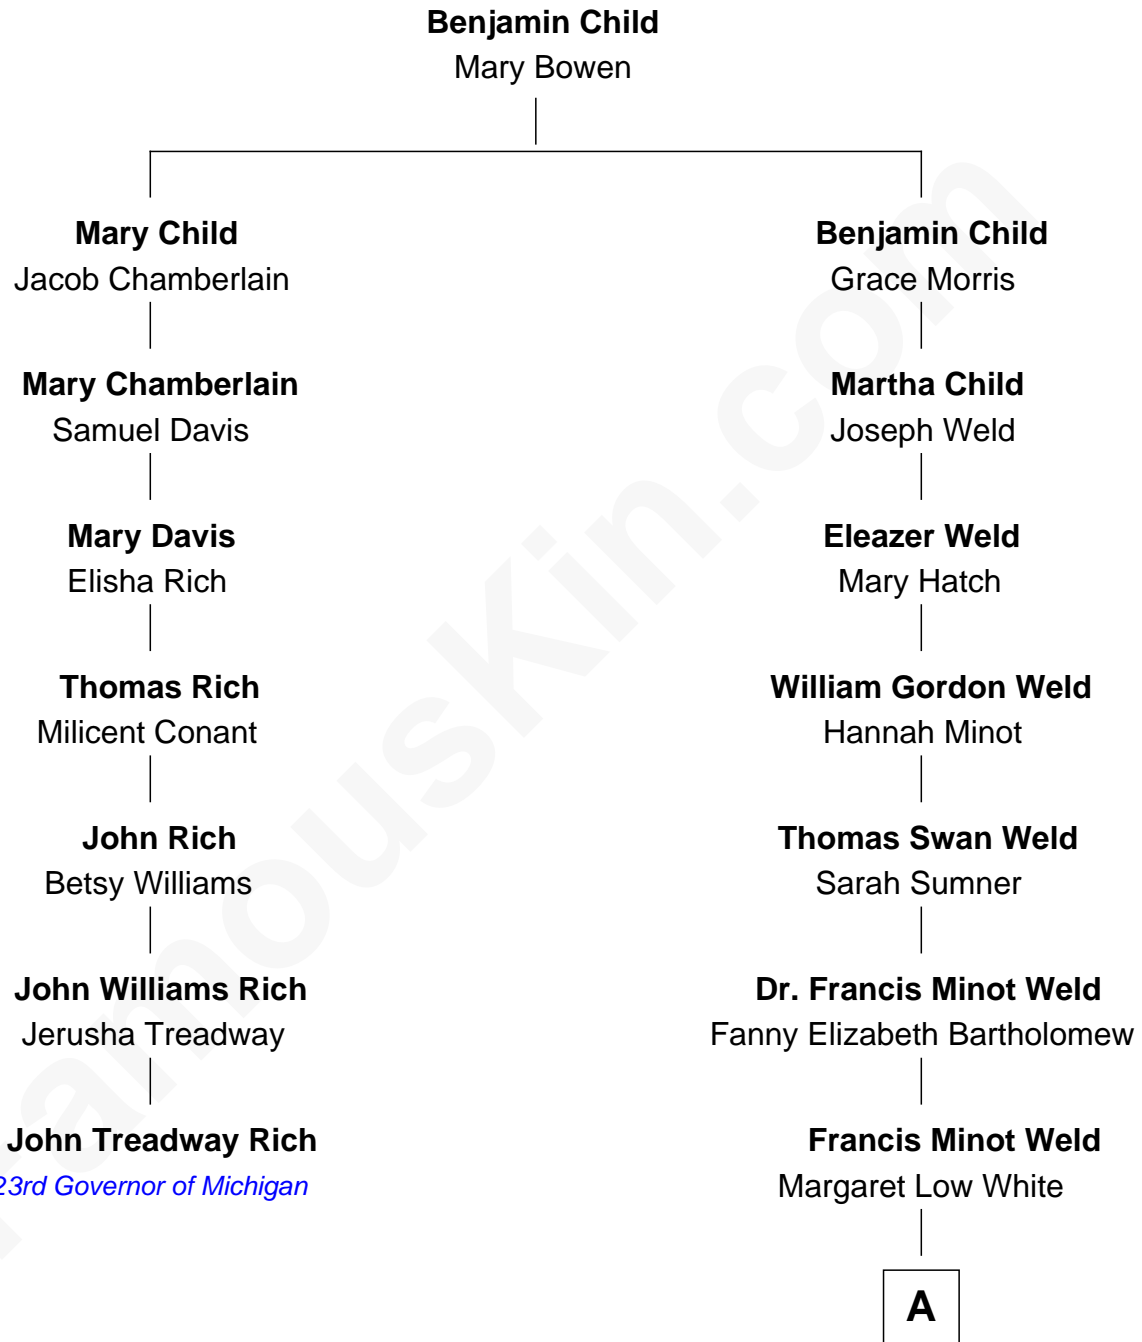 Benjamin Child
Mary Bowen
Mary Child
Jacob Chamberlain
Mary Chamberlain
Samuel Davis
Mary Davis
Elisha Rich
Thomas Rich
Milicent Conant
John Rich
Betsy Williams
John Williams Rich
Jerusha Treadway
John Treadway Rich
23rd Governor of Michigan
Benjamin Child
Grace Morris
Martha Child
Joseph Weld
Eleazer Weld
Mary Hatch
William Gordon Weld
Hannah Minot
Thomas Swan Weld
Sarah Sumner
Dr. Francis Minot Weld
Fanny Elizabeth Bartholomew
Francis Minot Weld
Margaret Low White
A
FamousKin.com